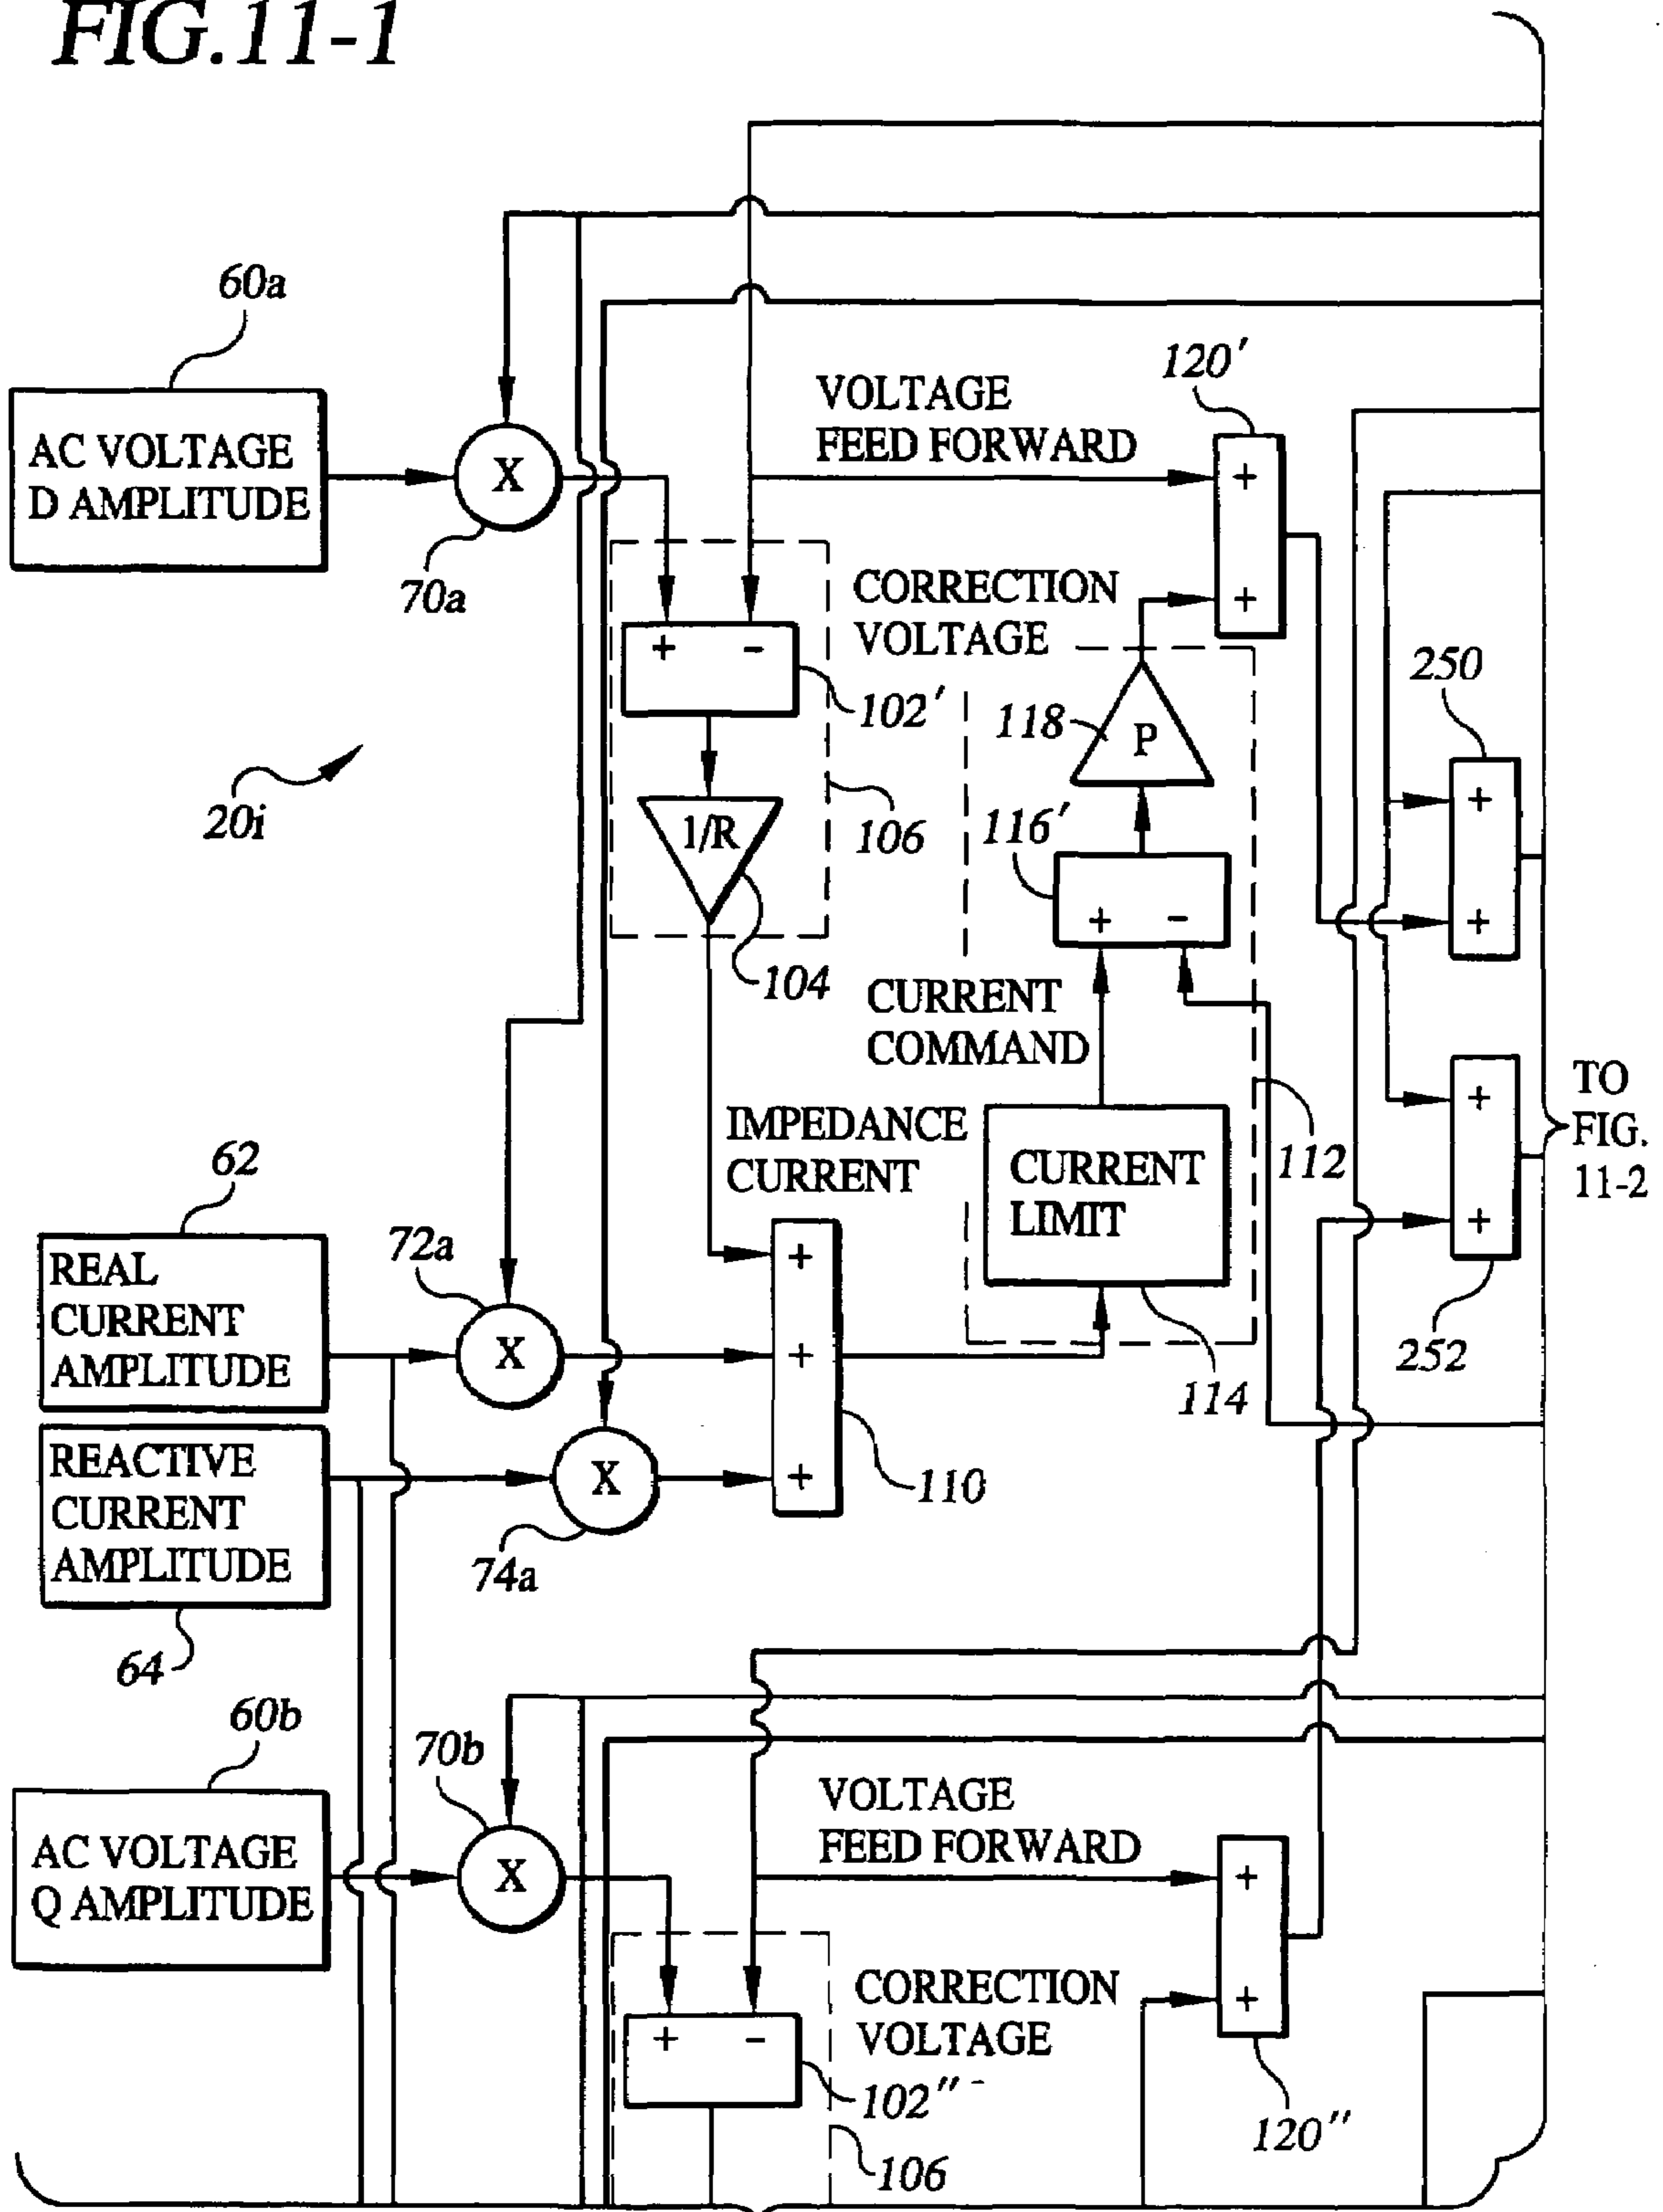 FIG.11-1
60a
AC VOLTAGE
D AMPLITUDE
X
70a
VOLTAGE
FEED FORWARD
120'
+
+
CORRECTION
VOLTAGE
+ -
102'
118
P
250
+
+
20i
1/R
106
116'
+ -
104
CURRENT
COMMAND
112
TO
FIG.
11-2
+
+
252
IMPEDANCE
CURRENT
CURRENT
LIMIT
114
62
REAL
CURRENT
AMPLITUDE
72a
X
+
+
+
110
REACTIVE
CURRENT
AMPLITUDE
X
74a
64
60b
AC VOLTAGE
Q AMPLITUDE
70b
X
VOLTAGE
FEED FORWARD
+
+
120''
CORRECTION
VOLTAGE
+ -
102''
106